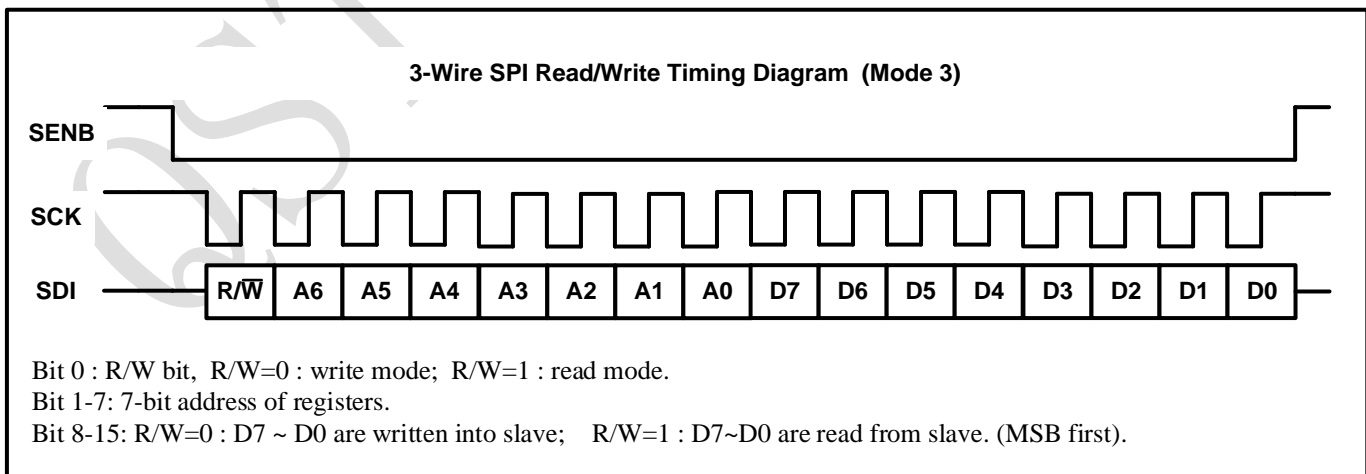 3-Wire SPI Read/Write Timing Diagram (Mode 3)
SENB
SCK
SDI R/W̅ A6 A5 A4 A3 A2 A1 A0 D7 D6 D5 D4 D3 D2 D1 D0
Bit 0 : R/W bit, R/W=0 : write mode; R/W=1 : read mode.
Bit 1-7: 7-bit address of registers.
Bit 8-15: R/W=0 : D7 ~ D0 are written into slave; R/W=1 : D7~D0 are read from slave. (MSB first).